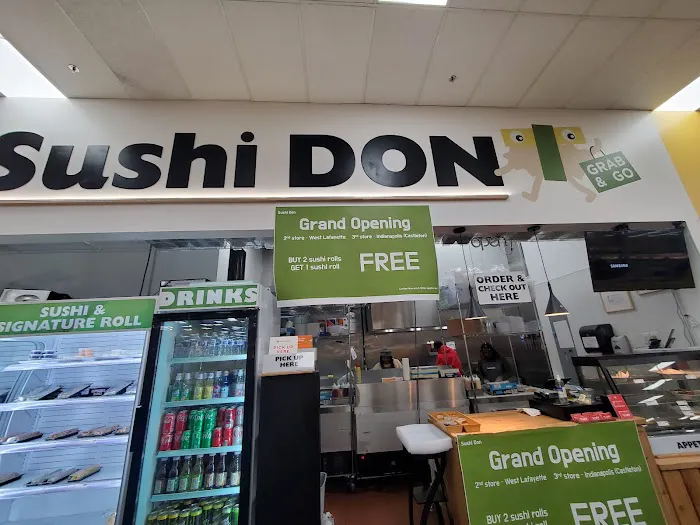 Sushi DON
GRAB
& GO
Sushi Don
Grand Opening
2nd store - West Lafayette 3rd store - Indianapolis (Castleton)
BUY 2 sushi rolls
GET 1 sushi roll
FREE
open
ORDER &
CHECK OUT
HERE
SAMSUNG
SUSHI &
SIGNATURE ROLL
DRINKS
PICK UP
HERE
Sushi Don
Grand Opening
2nd store - West Lafayette 3rd store - Indianapolis (Castleton)
BUY 2 sushi rolls
FREE